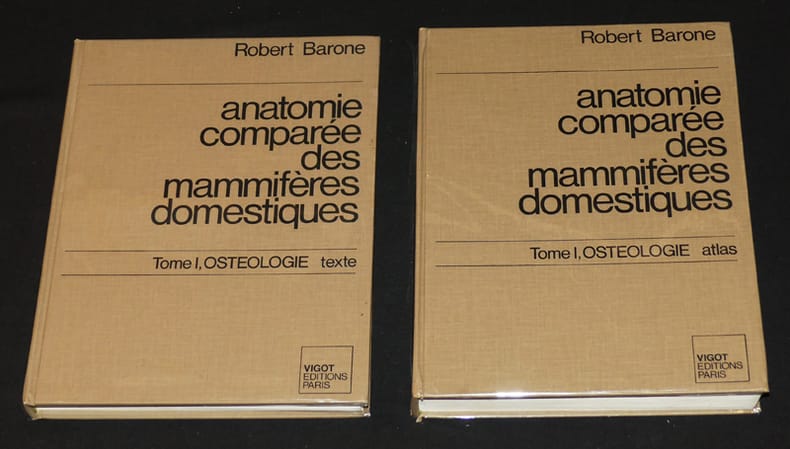 Robert Barone
anatomie
comparée
des
mammifères
domestiques
Tome I, OSTEOLOGIE texte
VIGOT
EDITIONS
PARIS
Robert Barone
anatomie
comparée
des
mammifères
domestiques
Tome I, OSTEOLOGIE atlas
VIGOT
EDITIONS
PARIS